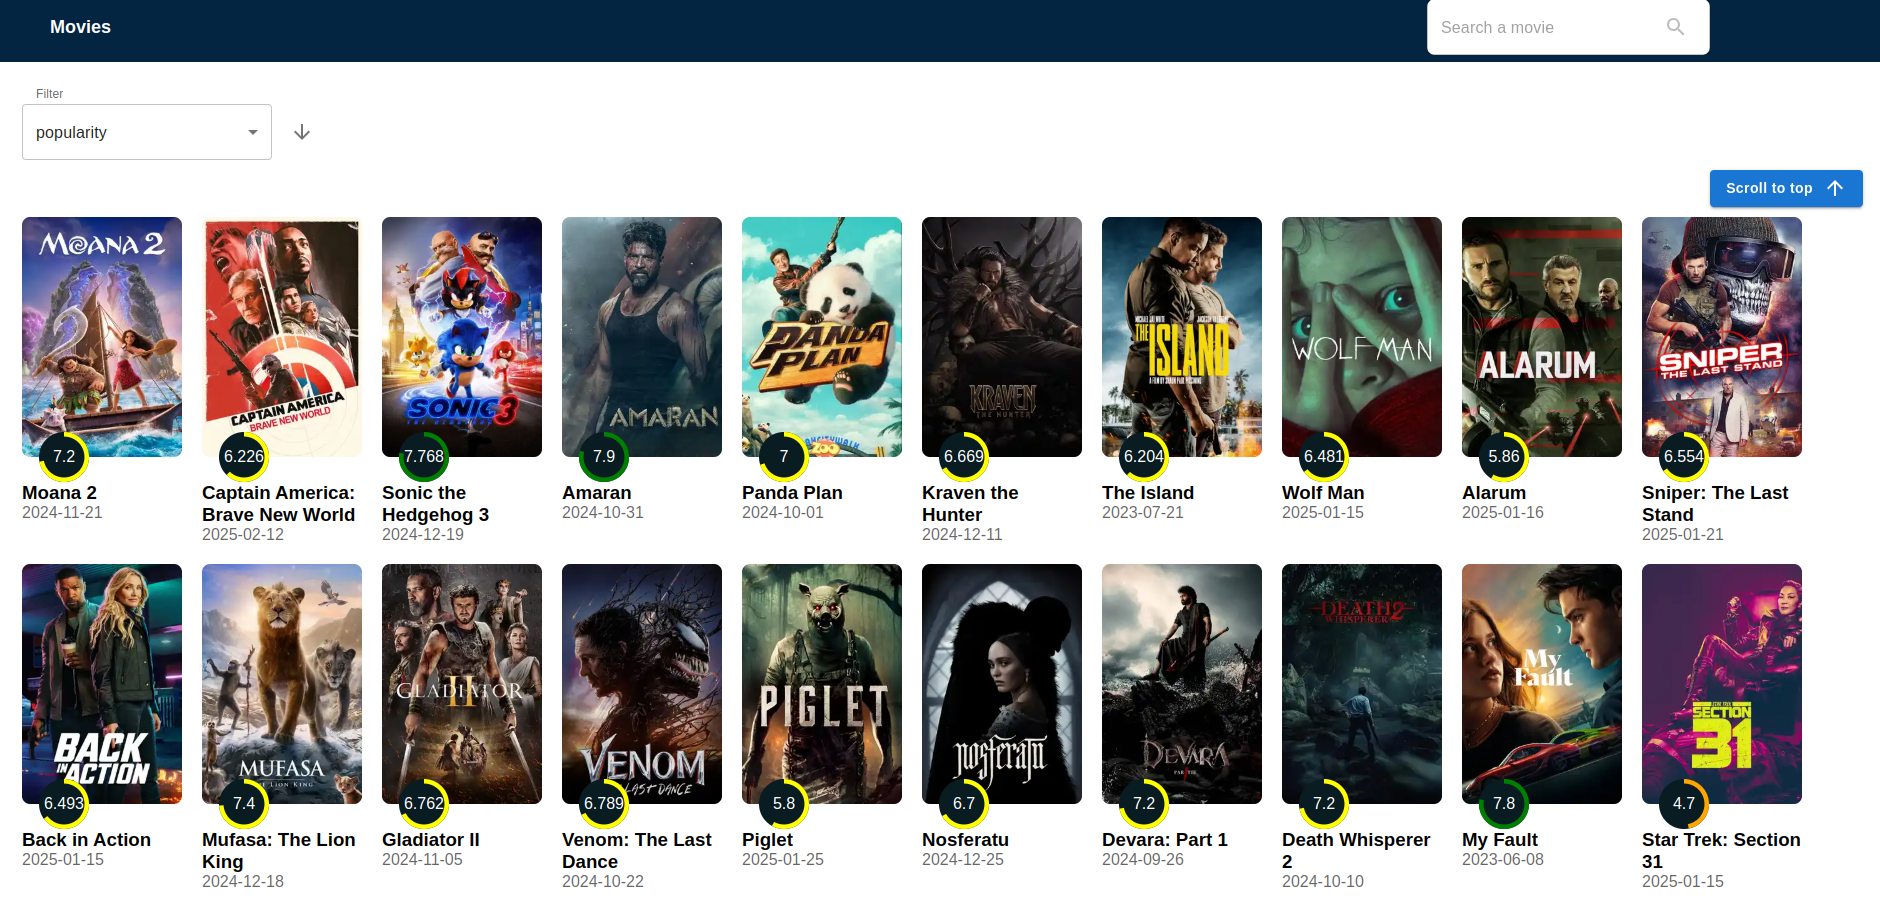 Movies
Search a movie
Filter
popularity
Scroll to top
MOANA 2
CAPTAIN AMERICA
BRAVE NEW WORLD
SONIC 3
THE HEDGEHOG
AMARAN
PANDA
PLAN
ZOO
KRAVEN
THE HUNTER
MICHAEL JAI WHITE
THE
ISLAND
WOLF MAN
ALARUM
SNIPER
THE LAST STAND
7.2
6.226
7.768
7.9
7
6.669
6.204
6.481
5.86
6.554
Moana 2
2024-11-21
Captain America:
Brave New World
2025-02-12
Sonic the
Hedgehog 3
2024-12-19
Amaran
2024-10-31
Panda Plan
2024-10-01
Kraven the
Hunter
2024-12-11
The Island
2023-07-21
Wolf Man
2025-01-15
Alarum
2025-01-16
Sniper: The Last
Stand
2025-01-21
BACK
IN ACTION
MUFASA
THE LION KING
GLADIATOR
II
VENOM
LAST DANCE
PIGLET
nosferatu
DEVARA
PART
DEATH
WHISPERER 2
My
Fault
STAR TREK
SECTION
31
6.493
7.4
6.762
6.789
5.8
6.7
7.2
7.2
7.8
4.7
Back in Action
2025-01-15
Mufasa: The Lion
King
2024-12-18
Gladiator II
2024-11-05
Venom: The Last
Dance
2024-10-22
Piglet
2025-01-25
Nosferatu
2024-12-25
Devara: Part 1
2024-09-26
Death Whisperer
2
2024-10-10
My Fault
2023-06-08
Star Trek: Section
31
2025-01-15